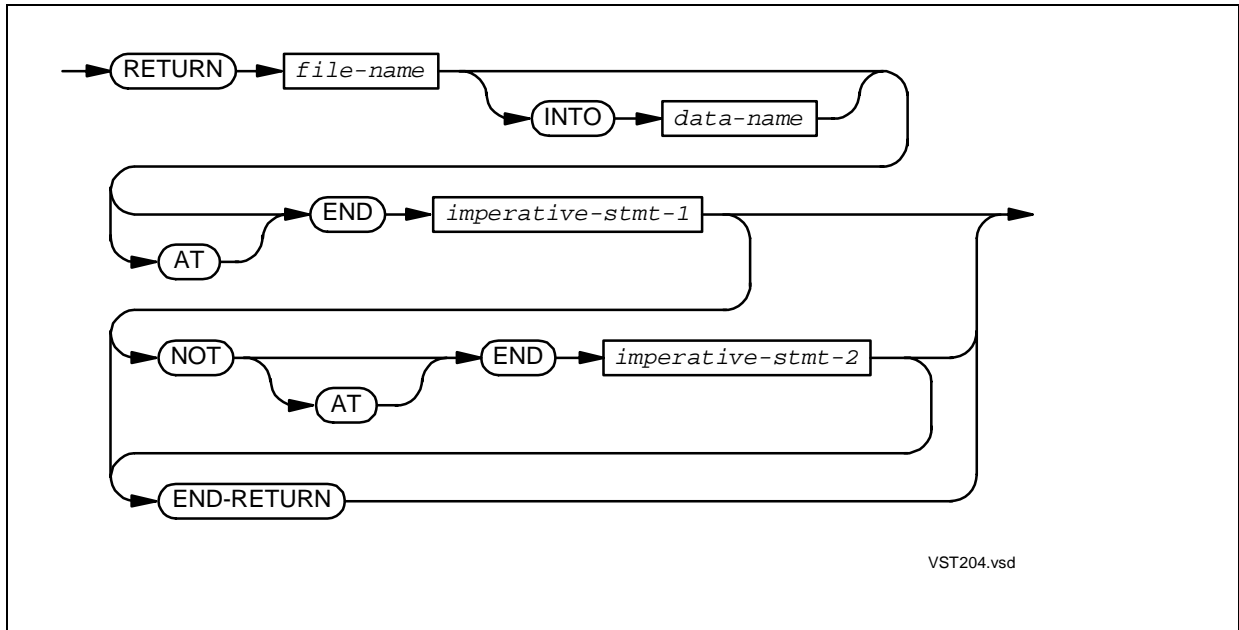 RETURN file-name
INTO data-name
END imperative-stmt-1
AT
NOT END imperative-stmt-2
AT
END-RETURN
VST204.vsd